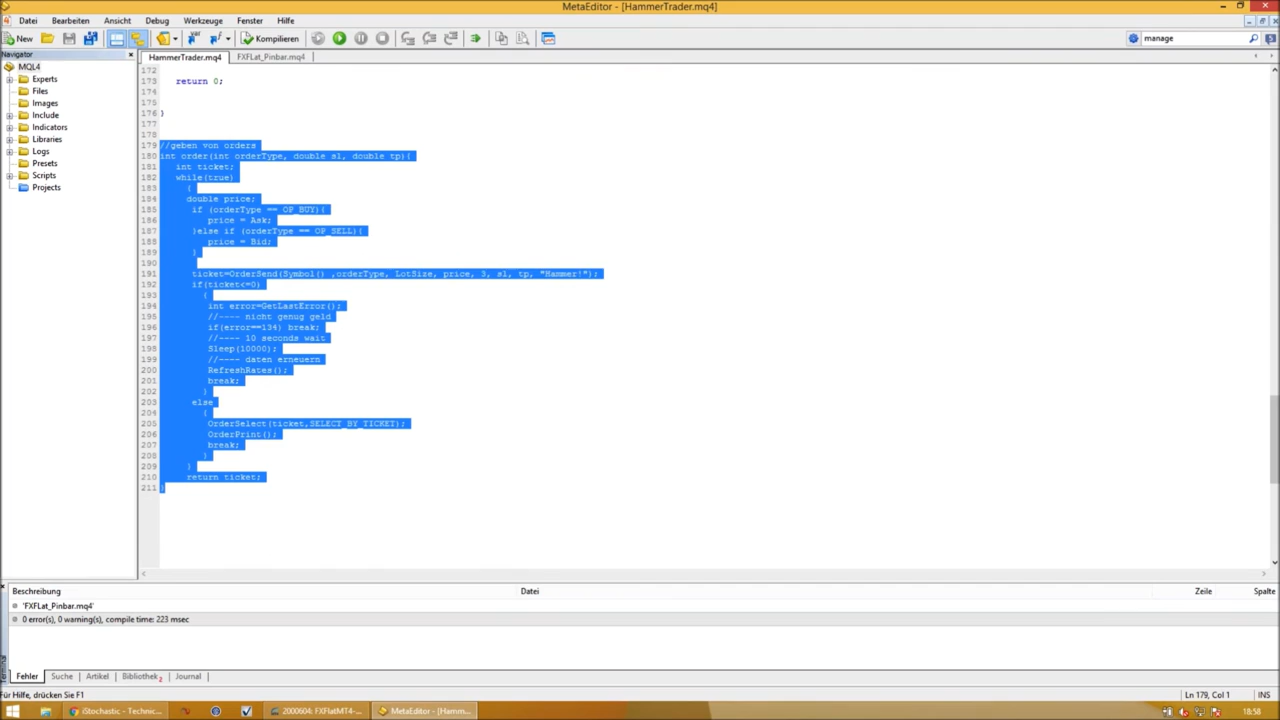 MetaEditor - [HammerTrader.mq4]
Datei Bearbeiten Ansicht Debug Werkzeuge Fenster Hilfe
New Kompilieren manage
Navigator
MQL4
Experts
Files
Images
Include
Indicators
Libraries
Logs
Presets
Scripts
Projects
HammerTrader.mq4 FXFLat_Pinbar.mq4
172
173 return 0;
174
175
176 }
177
178
179 //geben von orders
180 int order(int orderType, double sl, double tp){
181 int ticket;
182 while(true)
183 {
184 double price;
185 if (orderType == OP_BUY){
186 price = Ask;
187 }else if (orderType == OP_SELL){
188 price = Bid;
189 }
190
191 ticket=OrderSend(Symbol() ,orderType, LotSize, price, 3, sl, tp, "Hammer!");
192 if(ticket<=0)
193 {
194 int error=GetLastError();
195 //---- nicht genug geld
196 if(error==134) break;
197 //---- 10 seconds wait
198 Sleep(10000);
199 //---- daten erneuern
200 RefreshRates();
201 break;
202 }
203 else
204 {
205 OrderSelect(ticket,SELECT_BY_TICKET);
206 OrderPrint();
207 break;
208 }
209 }
210 return ticket;
211 }
Beschreibung Datei Zeile Spalte
'FXFLat_Pinbar.mq4'
0 error(s), 0 warning(s), compile time: 223 msec
Terminal
Fehler Suche Artikel Bibliothek2 Journal
Für Hilfe, drücken Sie F1 Ln 179, Col 1 INS
iStochastic - Technic... 2000604: FXFlatMT4-... MetaEditor - [Hamm... 18:58